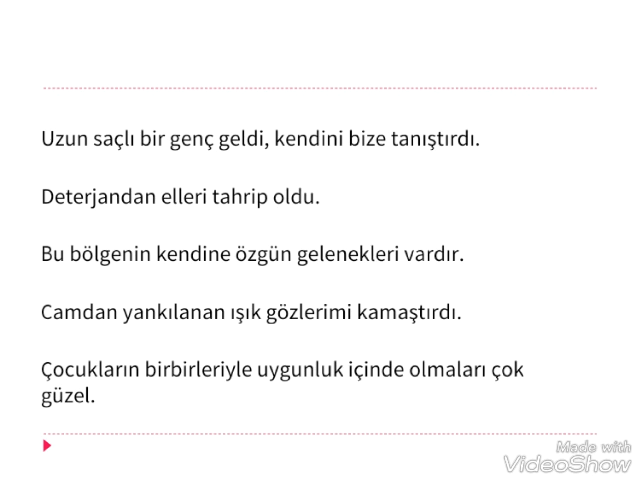 Uzun saçlı bir genç geldi, kendini bize tanıştırdı.
Deterjandan elleri tahrip oldu.
Bu bölgenin kendine özgün gelenekleri vardır.
Camdan yankılanan ışık gözlerimi kamaştırdı.
Çocukların birbirleriyle uygunluk içinde olmaları çok
güzel.
Made with
VideoShow